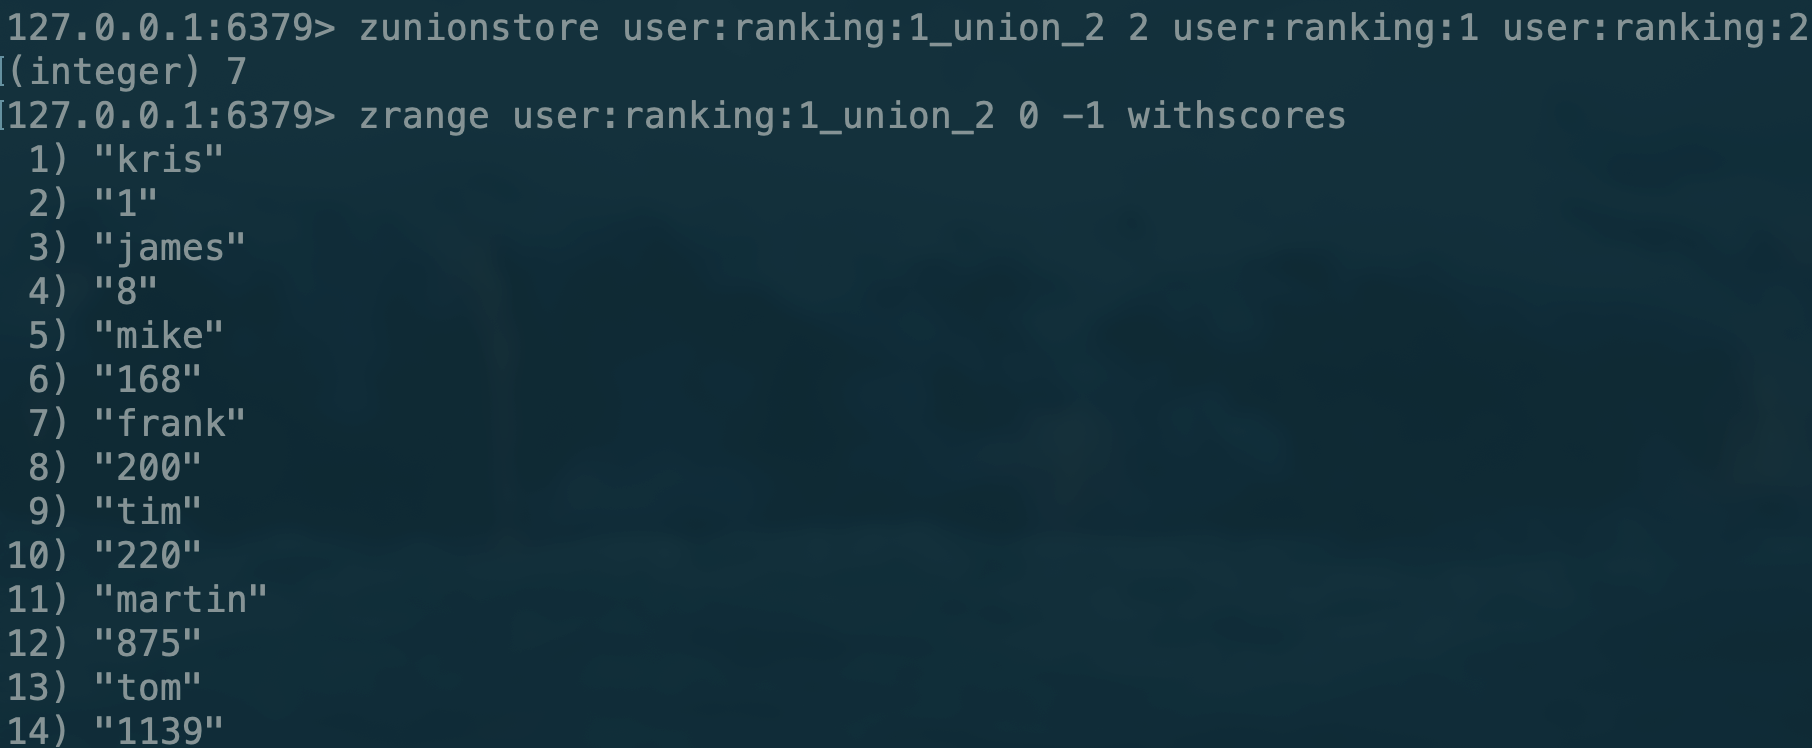 127.0.0.1:6379> zunionstore user:ranking:1_union_2 2 user:ranking:1 user:ranking:2
(integer) 7
127.0.0.1:6379> zrange user:ranking:1_union_2 0 -1 withscores
1) "kris"
2) "1"
3) "james"
4) "8"
5) "mike"
6) "168"
7) "frank"
8) "200"
9) "tim"
10) "220"
11) "martin"
12) "875"
13) "tom"
14) "1139"